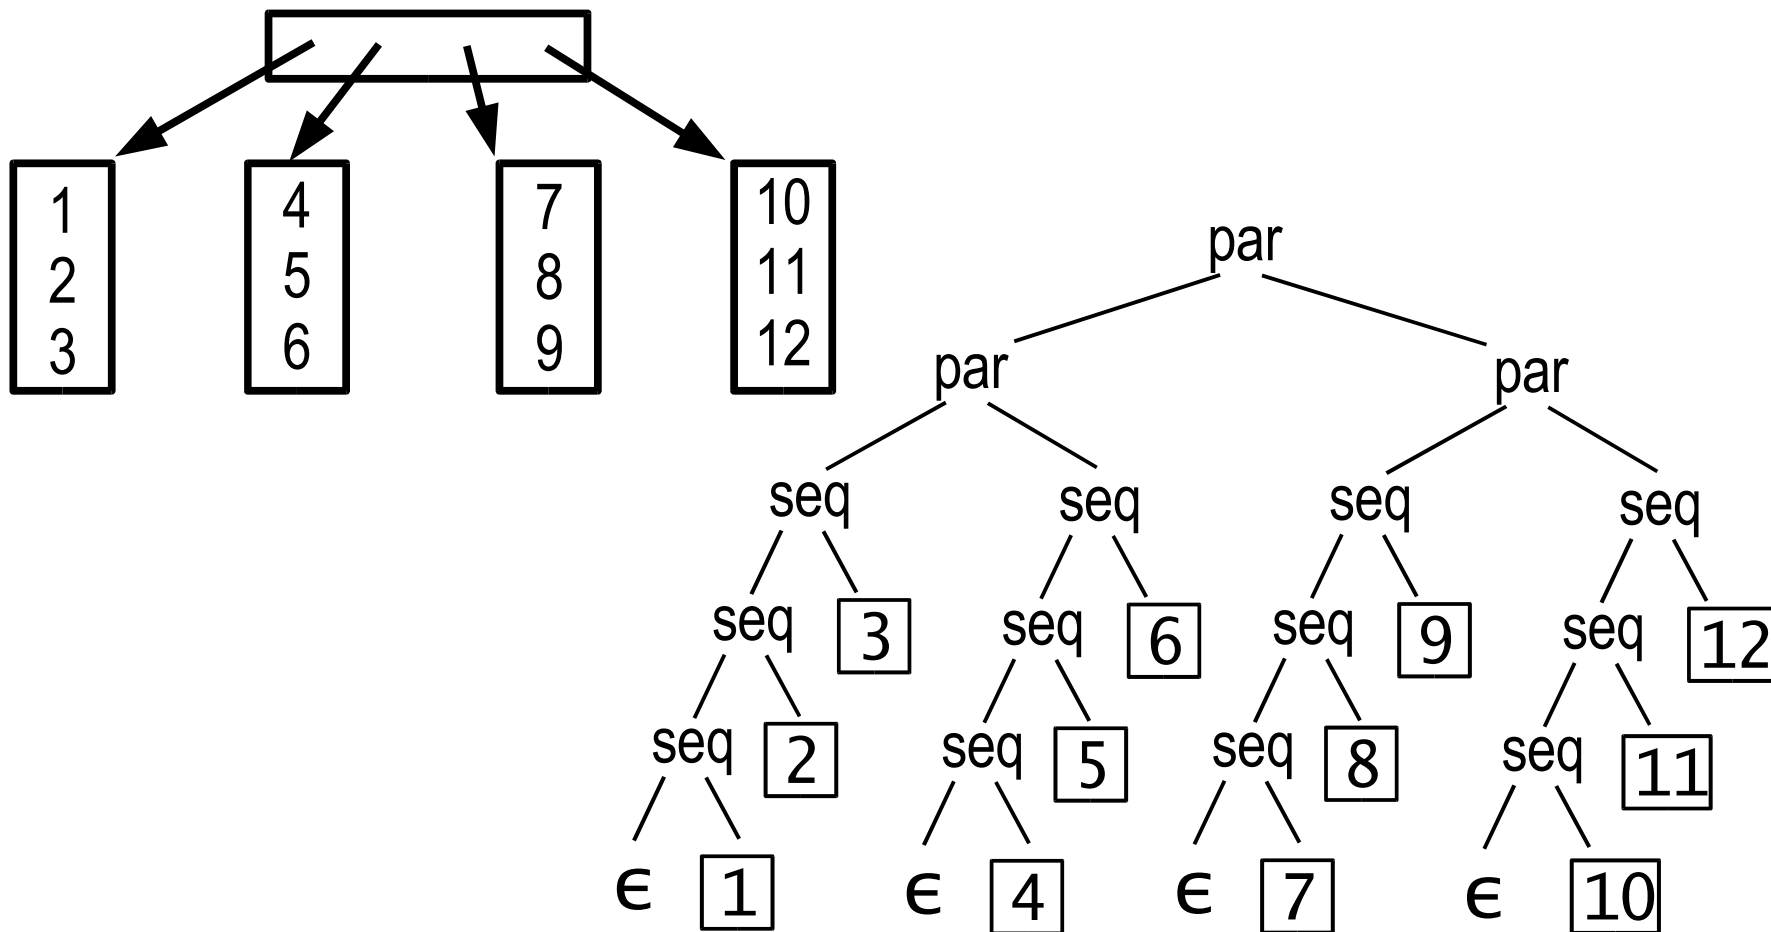 1
2
3
4
5
6
7
8
9
10
11
12
par
par par
seq seq seq seq
seq 3 seq 6 seq 9 seq 12
seq 2 seq 5 seq 8 seq 11
ϵ 1 ϵ 4 ϵ 7 ϵ 10